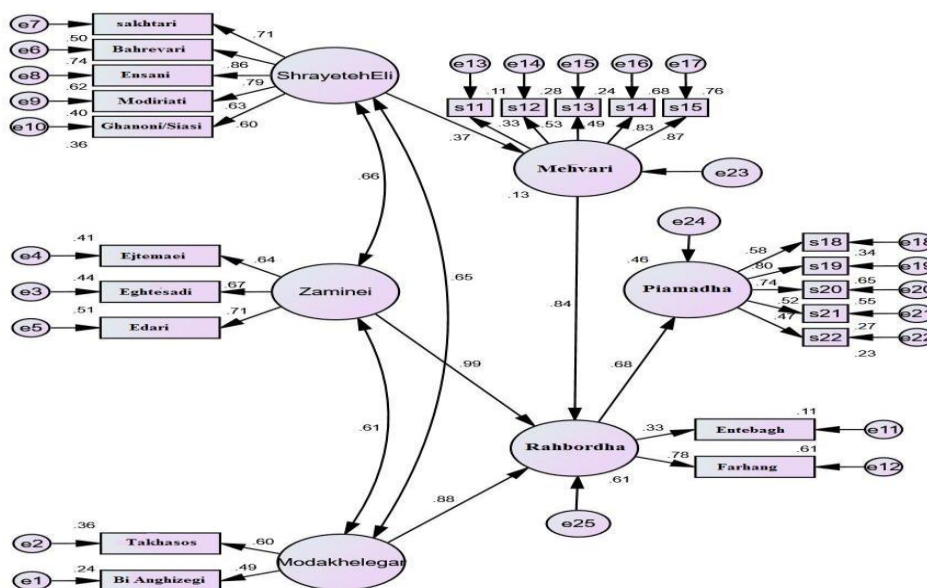 e7
sakhtari
.71
.50
e6
Bahrevari
.86
.74
e8
Ensani
.79
.62
e9
Modiriati
.63
.40
e10
Ghanoni/Siasi
.60
.36
ShrayetehEli
e13
e14
e15
e16
e17
.11
.28
.24
.68
.76
s11
s12
s13
s14
s15
.33
.53
.49
.83
.87
.37
Mehvari
.13
e23
.66
e24
.41
e4
Ejtemaei
.64
.44
e3
Eghtesadi
.67
.51
e5
Edari
.71
Zaminei
.65
.46
Piamadha
.58
s18
e18
.34
.80
s19
e19
.65
.74
s20
e20
.55
.52
s21
e21
.27
.47
s22
e22
.23
.84
.99
.68
.61
Rahbordha
.61
.33
Entebagh
.11
e11
.78
Farhang
.61
e12
.88
e25
.36
e2
Takhasos
.60
.24
e1
Bi Anghizegi
.49
Modakhelegar